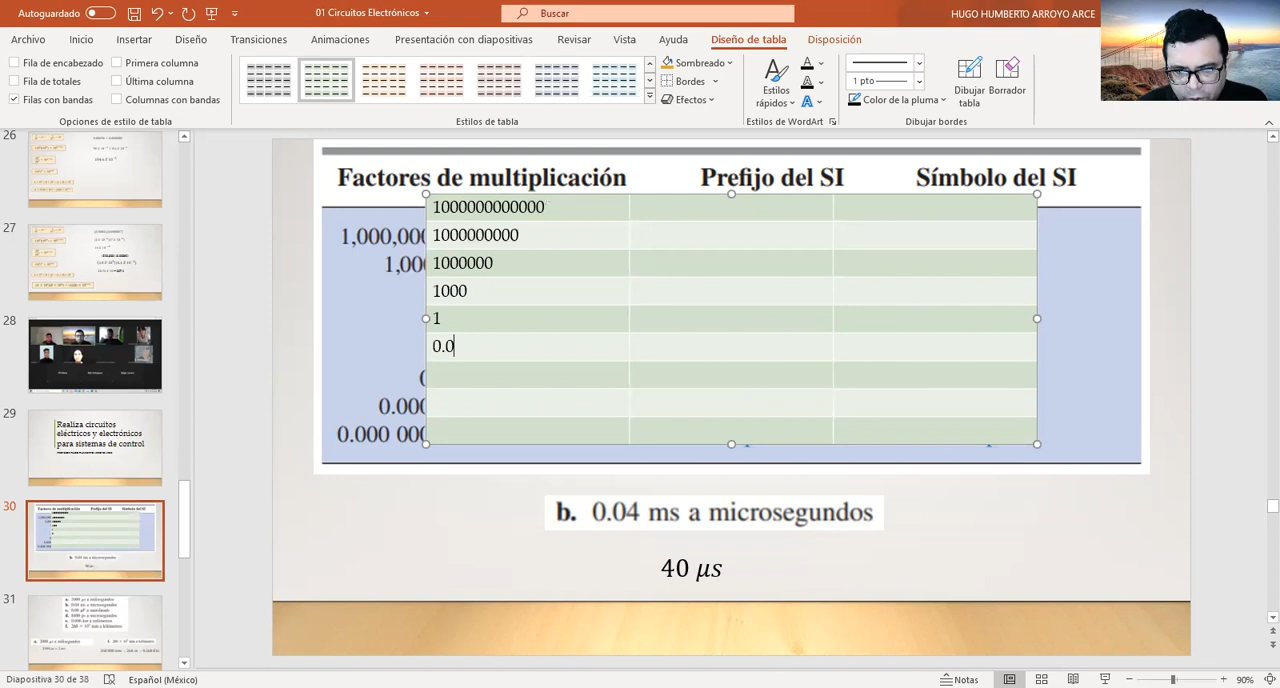 Autoguardado
01 Circuitos Electrónicos
Buscar
HUGO HUMBERTO ARROYO ARCE
Archivo Inicio Insertar Diseño Transiciones Animaciones Presentación con diapositivas Revisar Vista Ayuda Diseño de tabla Disposición
Fila de encabezado Primera columna
Fila de totales Última columna
Filas con bandas Columnas con bandas
Opciones de estilo de tabla
Sombreado
Bordes
Efectos
Estilos de tabla
Estilos rápidos
Estilos de WordArt
1 pto
Color de la pluma
Dibujar tabla
Borrador
Dibujar bordes
26
27
28
29
Realiza circuitos
eléctricos y electrónicos
para sistemas de control
30
31
Factores de multiplicación Prefijo del SI Símbolo del SI
1000000000000
1,000,000 1000000000
1,000 1000000
1000
1
0.0
0.000
0.000 000
b. 0.04 ms a microsegundos
40 μs
Diapositiva 30 de 38 Español (México) Notas 90%